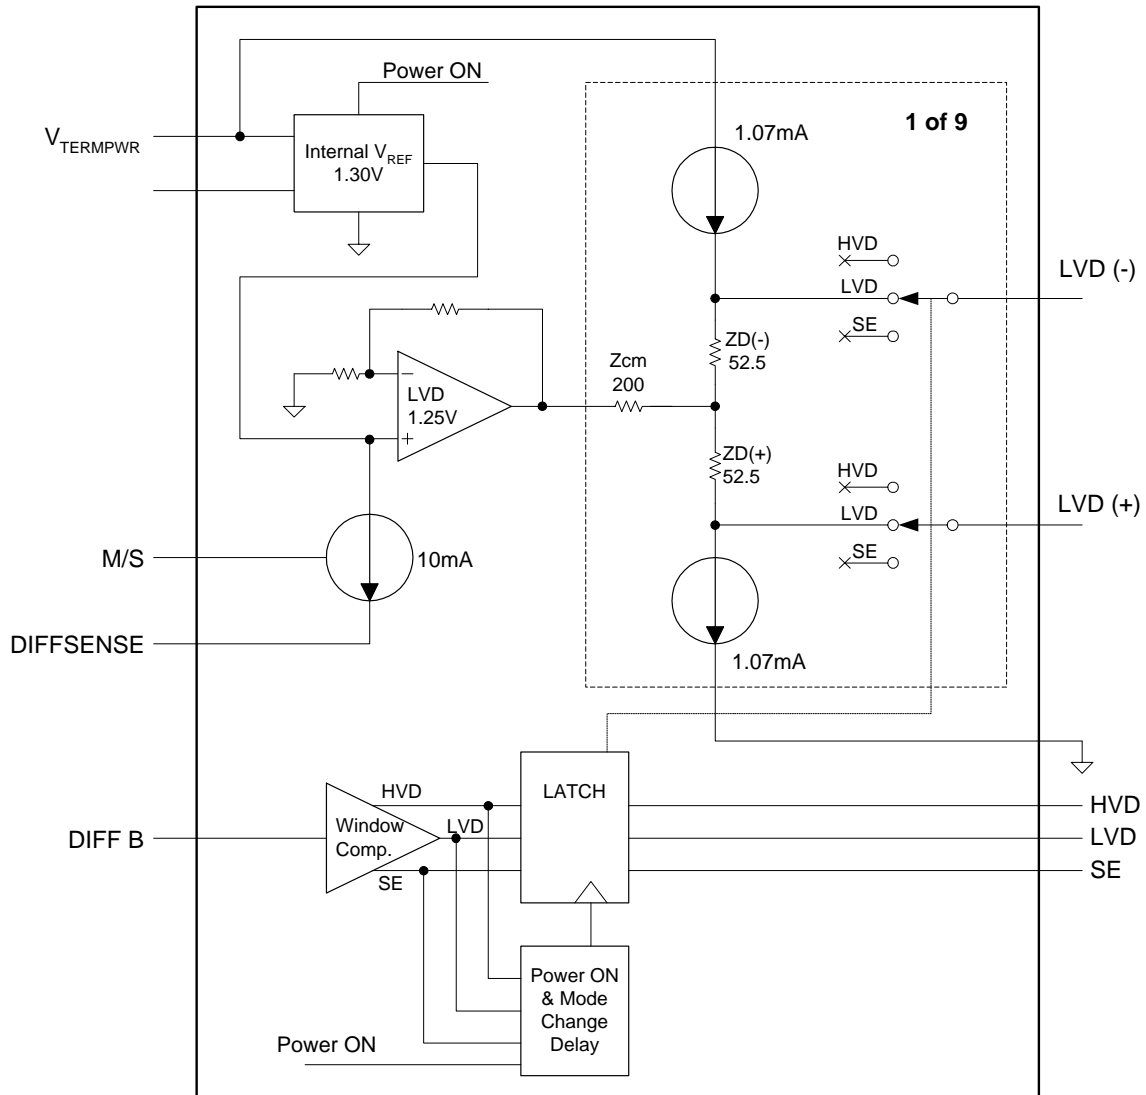 Power ON
1 of 9
V TERMPWR
1.07mA
Internal V REF
1.30V
HVD
LVD (-)
LVD
SE
ZD(-)
52.5
Zcm
200
−
LVD
1.25V
+
ZD(+)
52.5
HVD
LVD (+)
LVD
SE
M/S
10mA
DIFFSENSE
1.07mA
HVD
LATCH
HVD
DIFF B
Window
Comp.
LVD
LVD
SE
SE
Power ON
& Mode
Change
Delay
Power ON